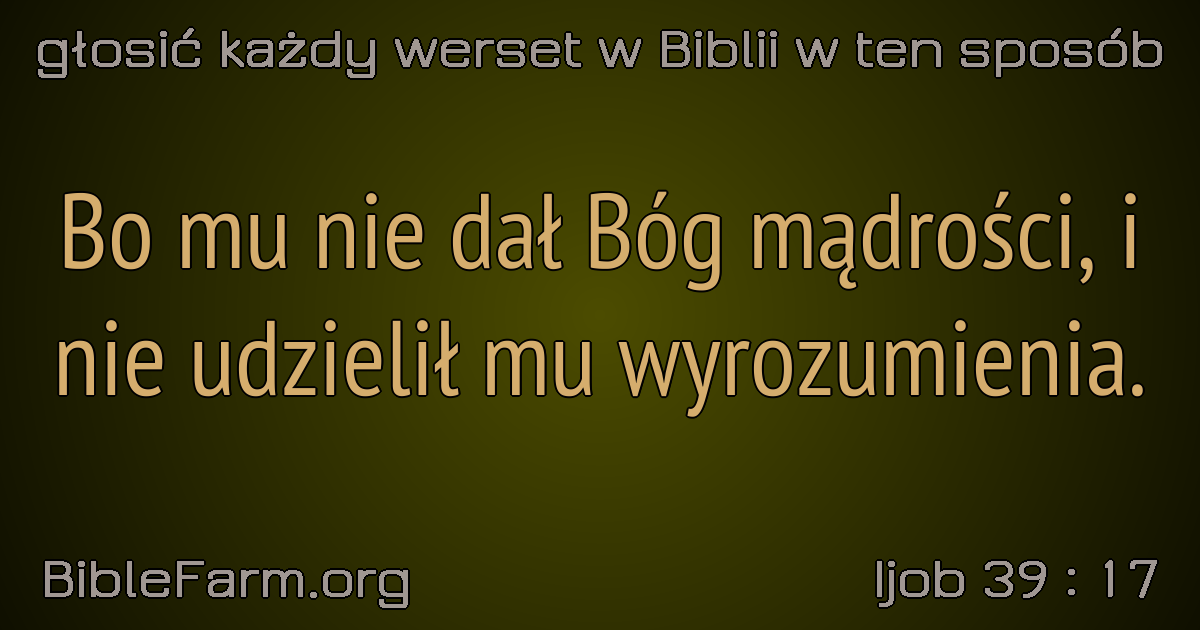 głosić każdy werset w Biblii w ten sposób
Bo mu nie dał Bóg mądrości, i
nie udzielił mu wyrozumienia.
BibleFarm.org
Ijob 39 : 17